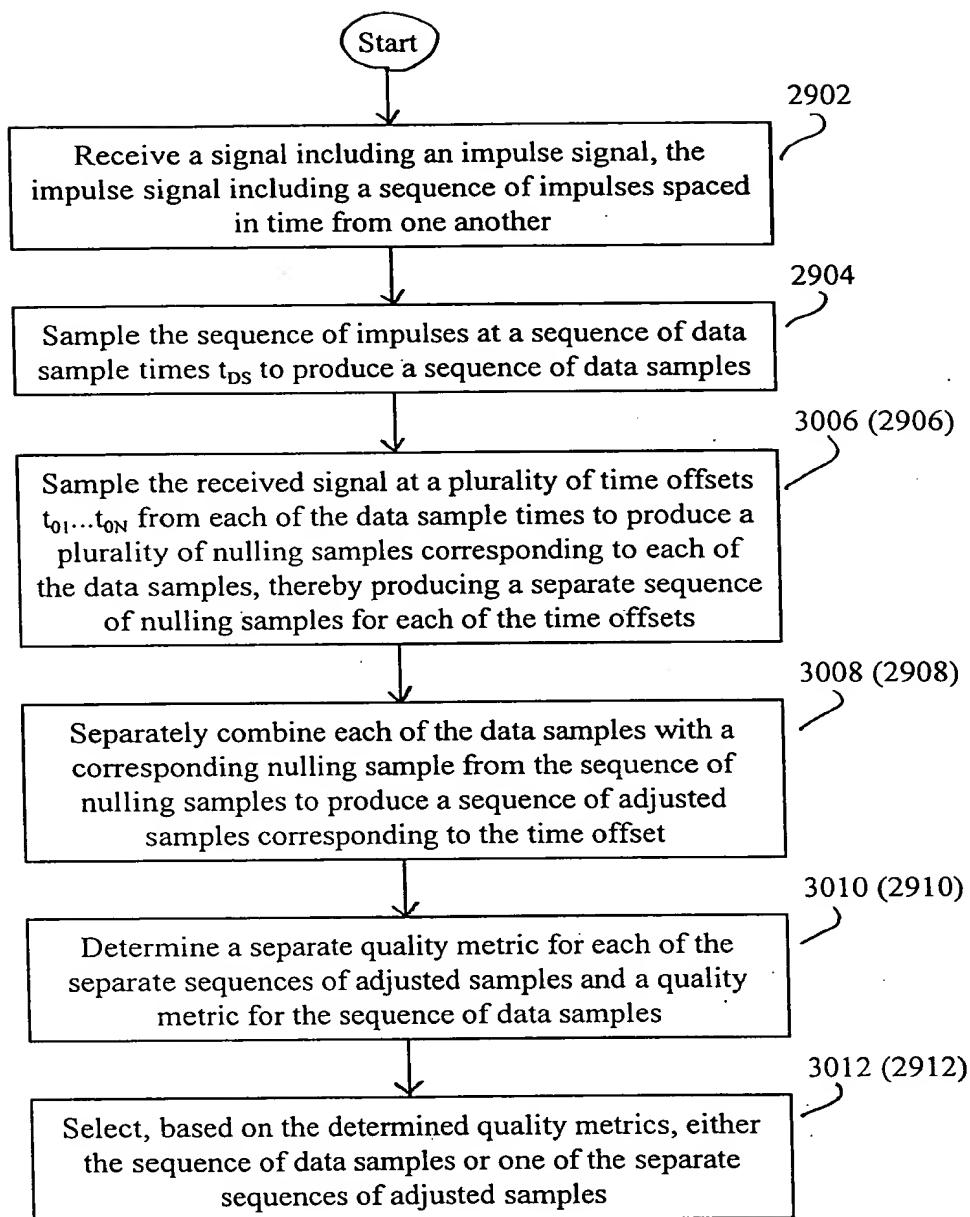 Start
2902
Receive a signal including an impulse signal, the
impulse signal including a sequence of impulses spaced
in time from one another
2904
Sample the sequence of impulses at a sequence of data
sample times tDS to produce a sequence of data samples
3006 (2906)
Sample the received signal at a plurality of time offsets
t01...t0N from each of the data sample times to produce a
plurality of nulling samples corresponding to each of
the data samples, thereby producing a separate sequence
of nulling samples for each of the time offsets
3008 (2908)
Separately combine each of the data samples with a
corresponding nulling sample from the sequence of
nulling samples to produce a sequence of adjusted
samples corresponding to the time offset
3010 (2910)
Determine a separate quality metric for each of the
separate sequences of adjusted samples and a quality
metric for the sequence of data samples
3012 (2912)
Select, based on the determined quality metrics, either
the sequence of data samples or one of the separate
sequences of adjusted samples